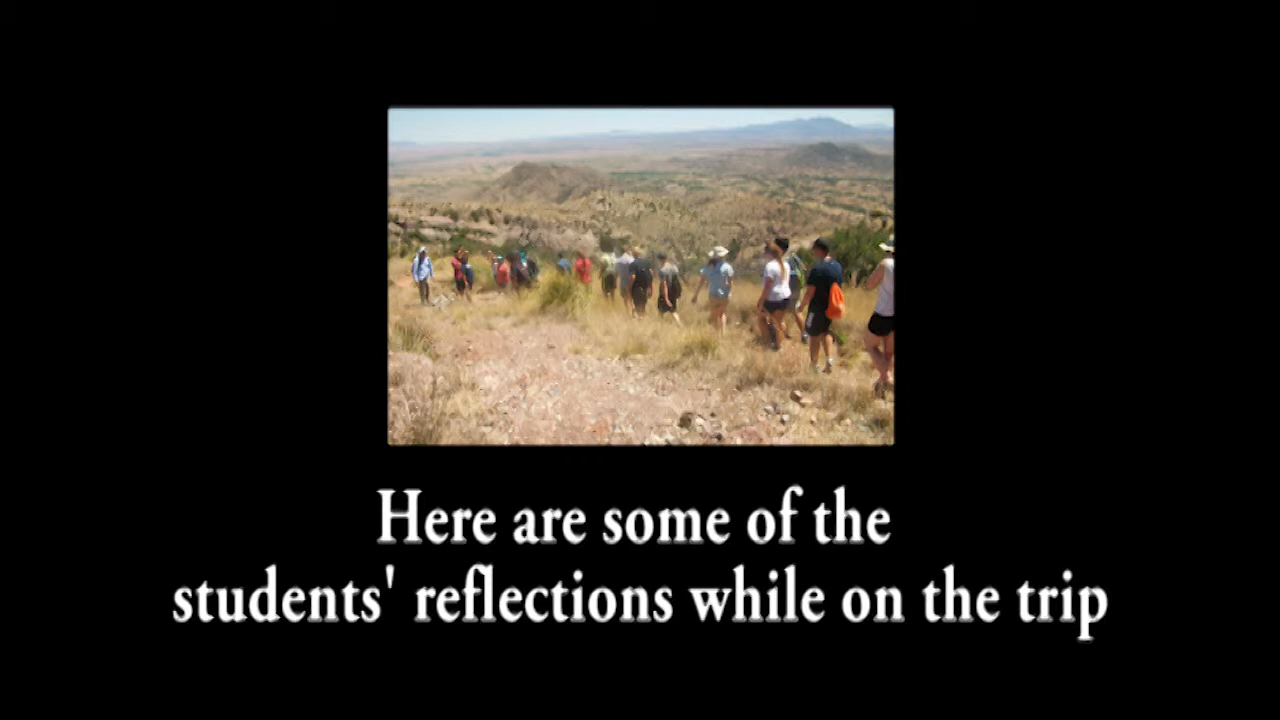 Here are some of the
students' reflections while on the trip